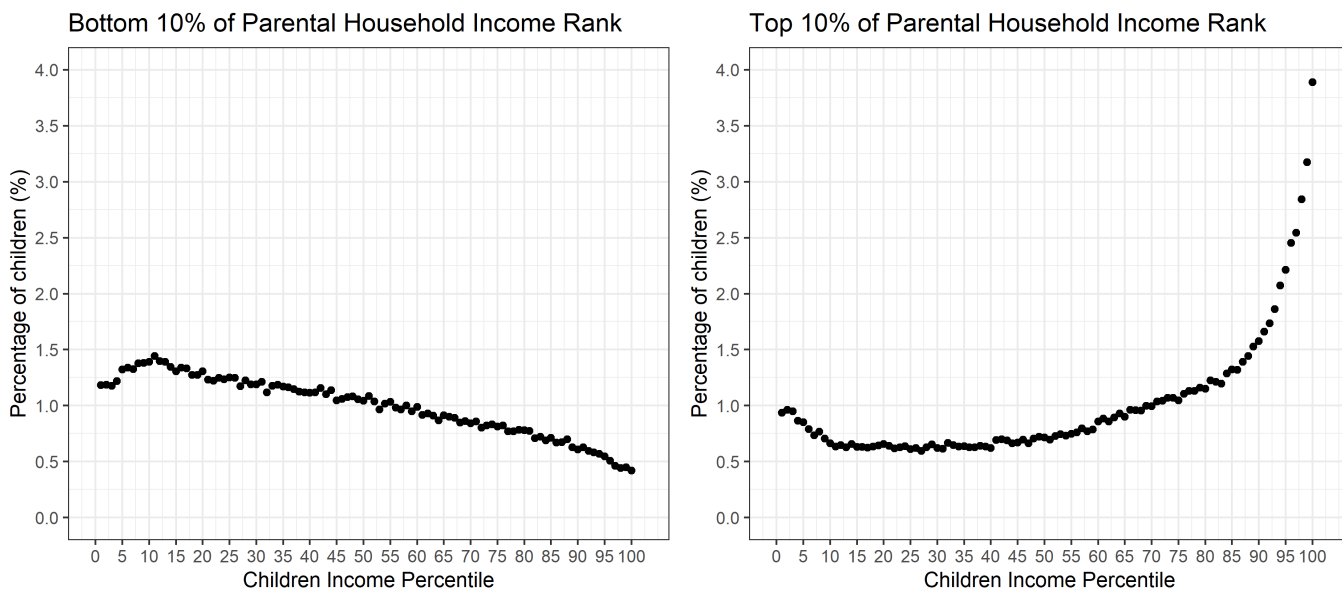 Bottom 10% of Parental Household Income Rank
4.0
3.5
3.0
2.5
2.0
1.5
1.0
0.5
0.0
Percentage of children (%)
0 5 10 15 20 25 30 35 40 45 50 55 60 65 70 75 80 85 90 95 100
Children Income Percentile
Top 10% of Parental Household Income Rank
4.0
3.5
3.0
2.5
2.0
1.5
1.0
0.5
0.0
Percentage of children (%)
0 5 10 15 20 25 30 35 40 45 50 55 60 65 70 75 80 85 90 95 100
Children Income Percentile